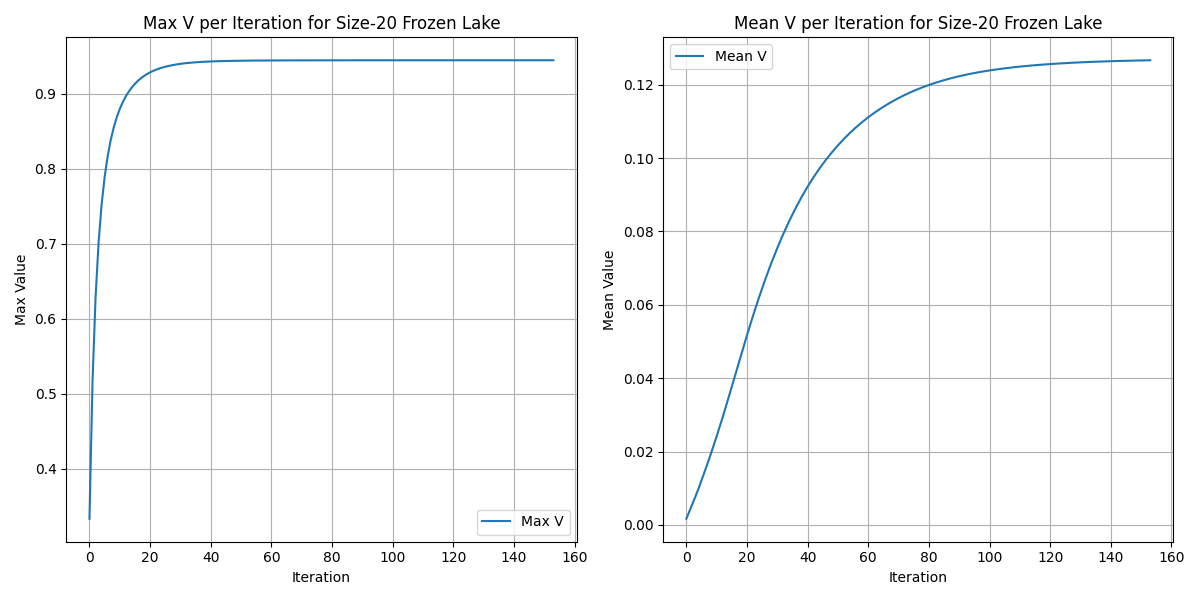 Max V per Iteration for Size-20 Frozen Lake
Max Value
0.9
0.8
0.7
0.6
0.5
0.4
Max V
0 20 40 60 80 100 120 140 160
Iteration
Mean V per Iteration for Size-20 Frozen Lake
Mean V
Mean Value
0.12
0.10
0.08
0.06
0.04
0.02
0.00
0 20 40 60 80 100 120 140 160
Iteration